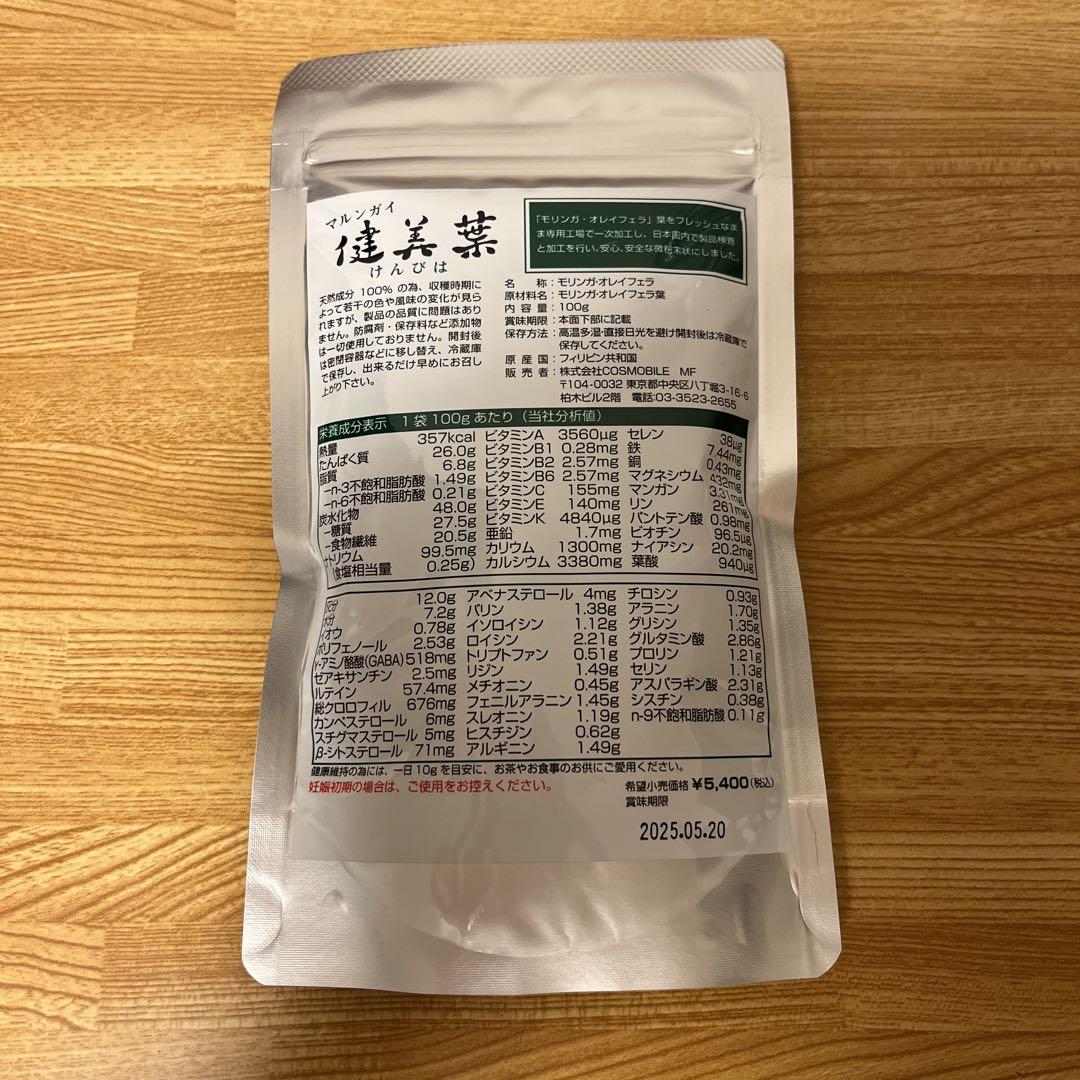 マルンガイ
健美葉
けんびは
「モリンガ・オレイフェラ」葉をフレッシュなま
ま専用工場で一次加工し、日本国内で製品検査
と加工を行い、安心、安全な微粉末状にしました。
天然成分 100% の為、収穫時期に
よって若干の色や風味の変化が見ら
れますが、製品の品質に問題はあり
ません。防腐剤・保存料など添加物
は一切使用しておりません。開封後
は密閉容器などに移し替え、冷蔵庫
で保存し、出来るだけ早めにお召し
上がり下さい。
名 称：モリンガ・オレイフェラ
原材料名：モリンガ・オレイフェラ葉
内 容 量：100g
賞味期限：本面下部に記載
保存方法：高温多湿・直接日光を避け開封後は冷蔵庫で
保存してください。
原 産 国：フィリピン共和国
販 売 者：株式会社COSMOBILE MF
〒104-0032 東京都中央区八丁堀3-16-6
柏木ビル2階 電話:03-3523-2655
栄養成分表示 1袋100gあたり（当社分析値）
熱量 357kcal
たんぱく質 26.0g
脂質 6.8g
−n-3不飽和脂肪酸 1.49g
−n-6不飽和脂肪酸 0.21g
炭水化物 48.0g
−糖質 27.5g
−食物繊維 20.5g
ナトリウム 99.5mg
(食塩相当量 0.25g)
ビタミンA 3560μg
ビタミンB1 0.28mg
ビタミンB2 2.57mg
ビタミンB6 2.57mg
ビタミンC 155mg
ビタミンE 140mg
ビタミンK 4840μg
亜鉛 1.7mg
カリウム 1300mg
カルシウム 3380mg
セレン 38μg
鉄 7.44mg
銅 0.43mg
マグネシウム 432mg
マンガン 3.31mg
リン 261mg
パントテン酸 0.98mg
ビオチン 96.5μg
ナイアシン 20.2mg
葉酸 940μg
灰分 12.0g
水分 7.2g
イオウ 0.78g
ポリフェノール 2.53g
γ-アミノ酪酸(GABA) 518mg
ゼアキサンチン 2.5mg
ルテイン 57.4mg
総クロロフィル 676mg
カンペステロール 6mg
スチグマステロール 5mg
β-シトステロール 71mg
アベナステロール 4mg
バリン 1.38g
イソロイシン 1.12g
ロイシン 2.21g
トリプトファン 0.51g
リジン 1.49g
メチオニン 0.45g
フェニルアラニン 1.45g
スレオニン 1.19g
ヒスチジン 0.62g
アルギニン 1.49g
チロシン 0.93g
アラニン 1.70g
グリシン 1.35g
グルタミン酸 2.86g
プロリン 1.21g
セリン 1.13g
アスパラギン酸 2.31g
シスチン 0.38g
n-9不飽和脂肪酸 0.11g
健康維持の為には、一日 10g を目安に、お茶やお食事のお供にご愛用ください。
妊娠初期の場合は、ご使用をお控えください。
希望小売価格 ¥5,400(税込)
賞味期限
2025.05.20